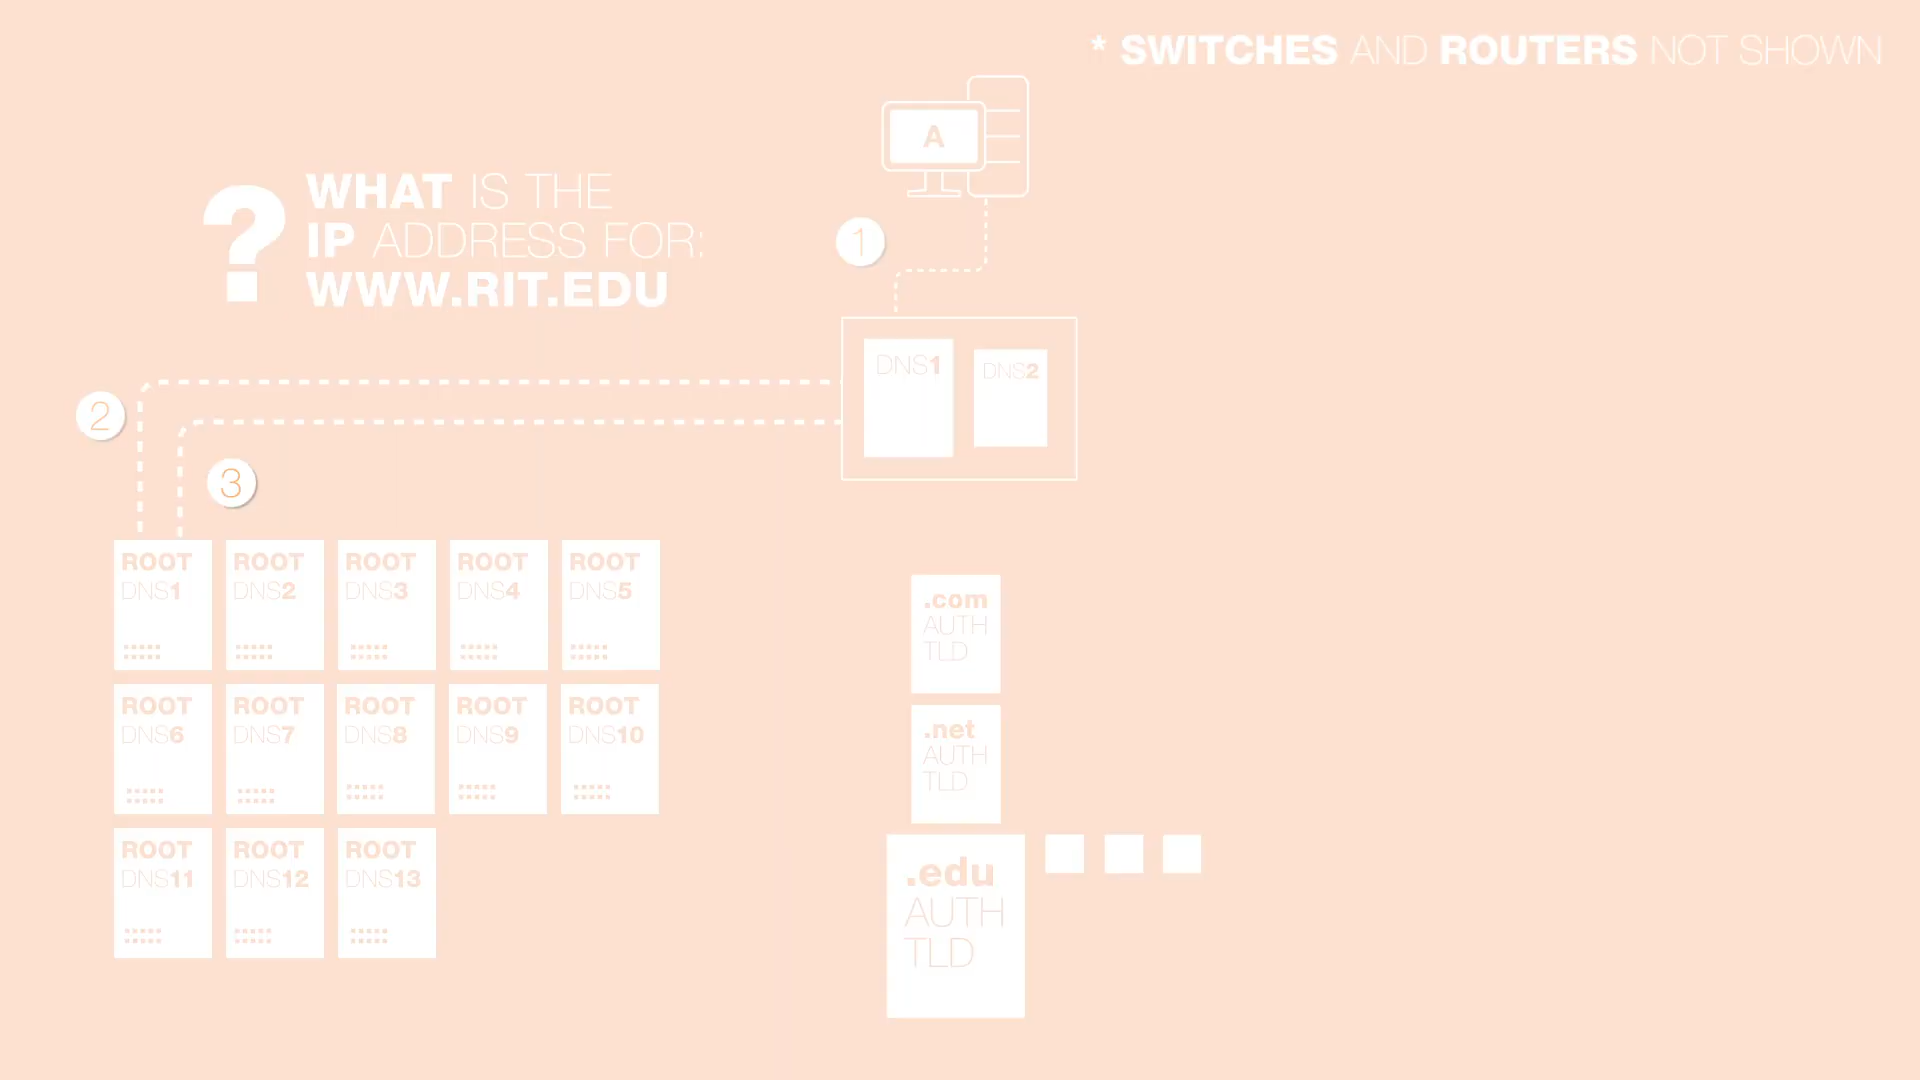 * SWITCHES AND ROUTERS NOT SHOWN
A
?
WHAT IS THE
IP ADDRESS FOR:
WWW.RIT.EDU
1
DNS1
DNS2
2
3
ROOT
DNS1
ROOT
DNS2
ROOT
DNS3
ROOT
DNS4
ROOT
DNS5
ROOT
DNS6
ROOT
DNS7
ROOT
DNS8
ROOT
DNS9
ROOT
DNS10
ROOT
DNS11
ROOT
DNS12
ROOT
DNS13
.com
AUTH
TLD
.net
AUTH
TLD
.edu
AUTH
TLD